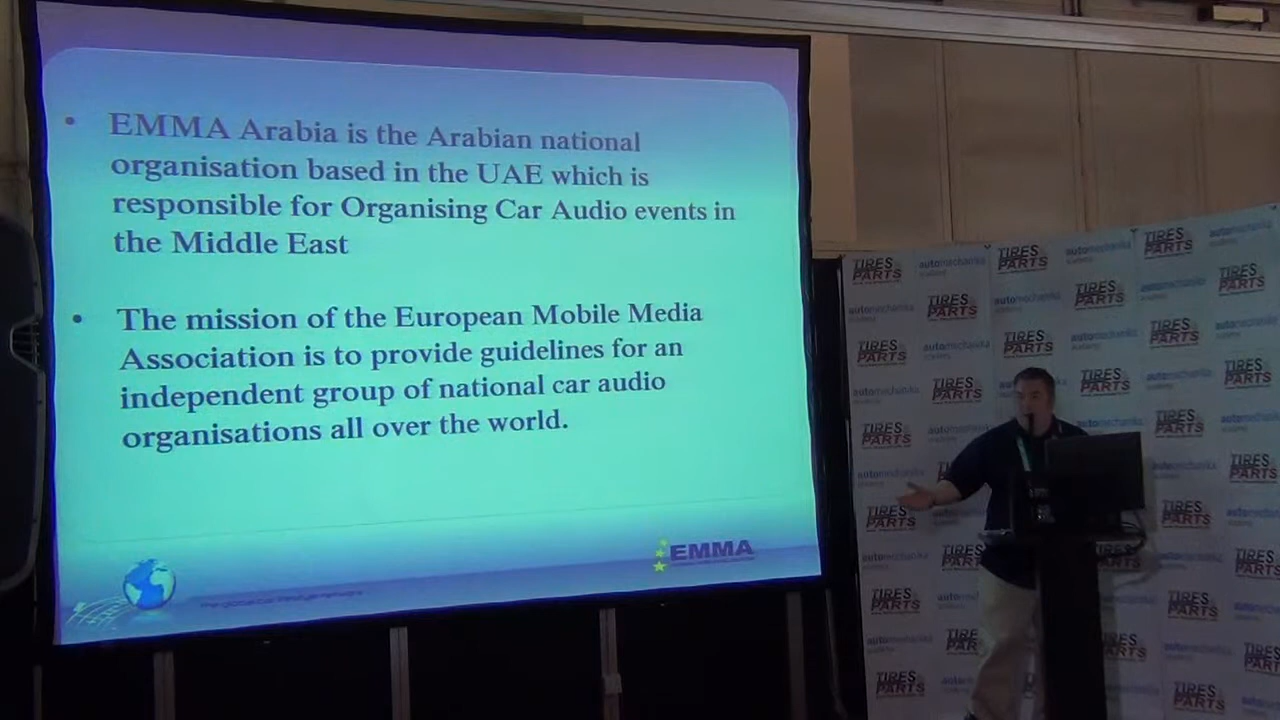 • EMMA Arabia is the Arabian national
organisation based in the UAE which is
responsible for Organising Car Audio events in
the Middle East
• The mission of the European Mobile Media
Association is to provide guidelines for an
independent group of national car audio
organisations all over the world.
EMMA
TIRES & PARTS
automechanika
academy